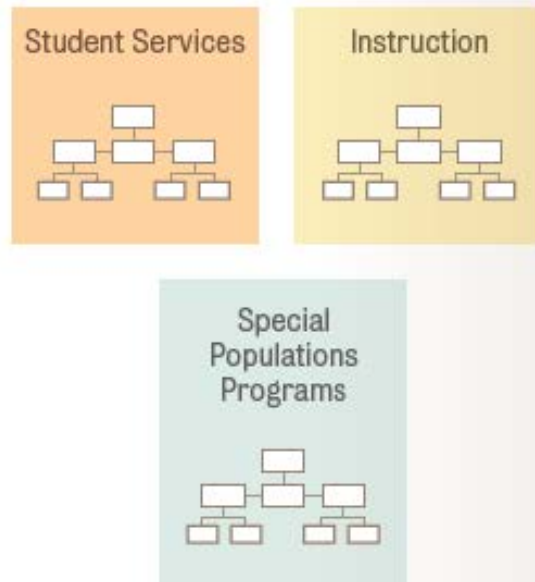 Student Services
Instruction
Special
Populations
Programs